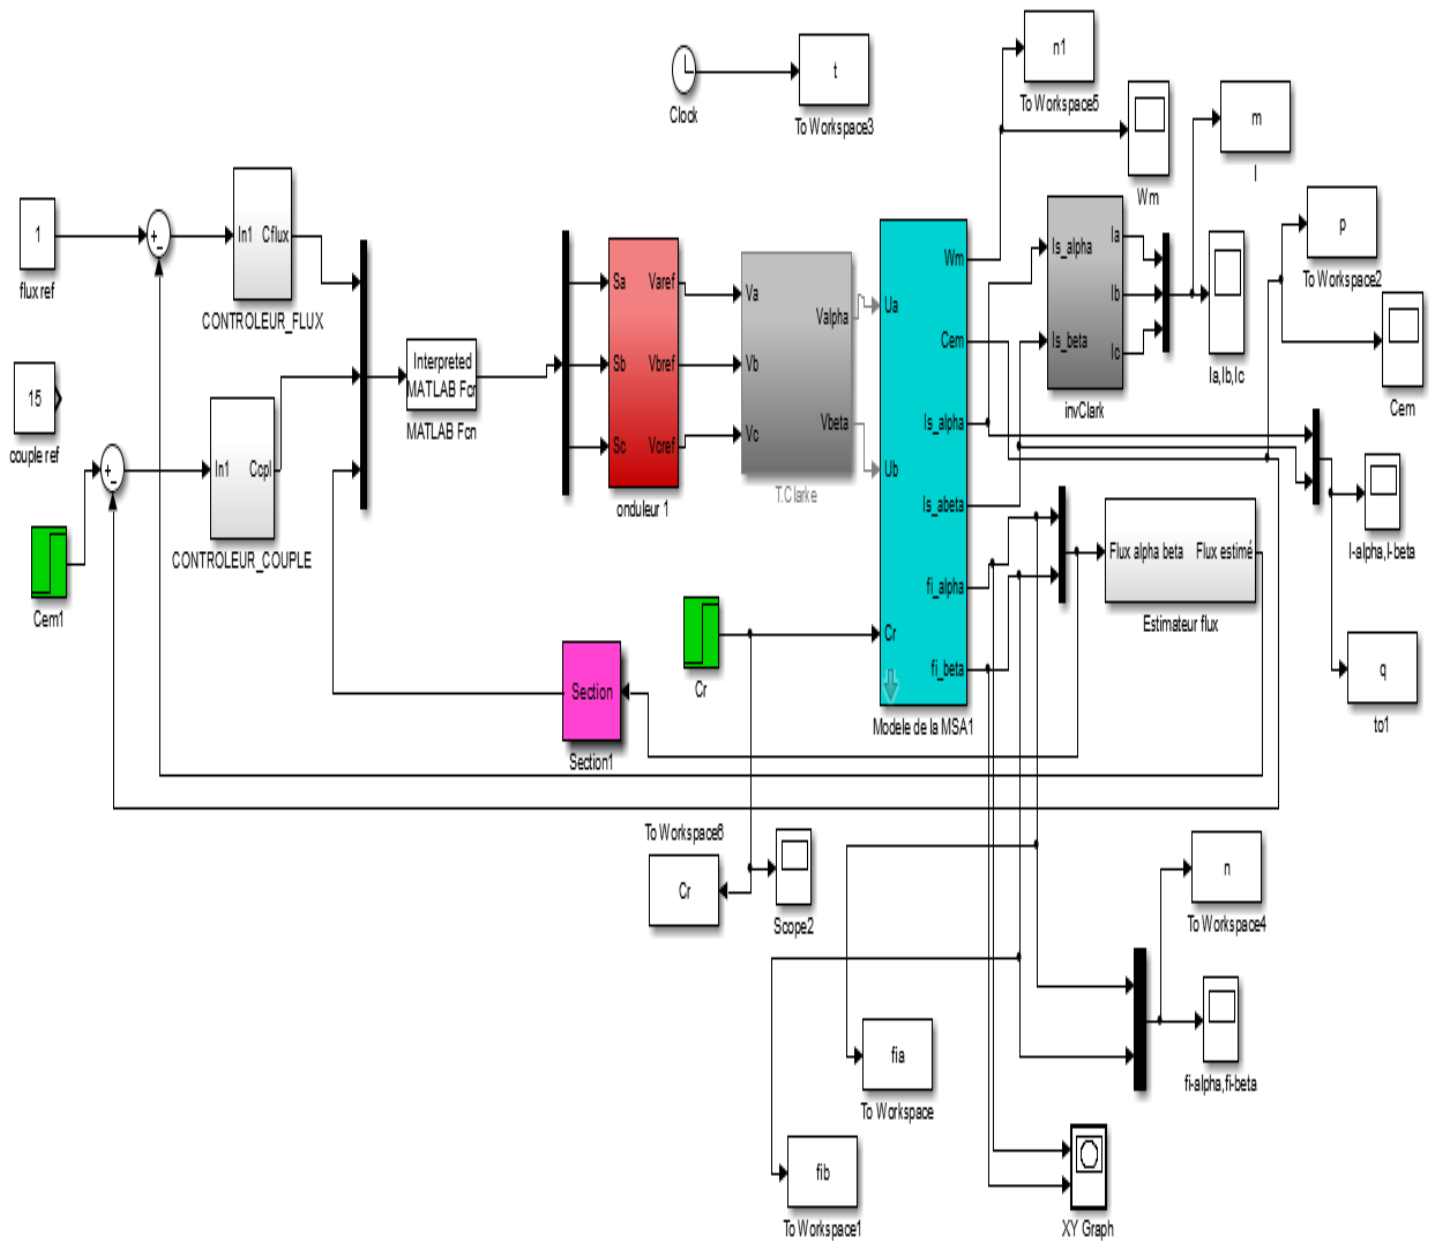 n1
To Workspace5
Clock
t
To Workspace3
Wm
m
I
p
To Workspace2
1
flux ref
In1 Cflux
CONTROLEUR_FLUX
15
couple ref
In1 Ccpl
CONTROLEUR_COUPLE
Cem1
Interpreted
MATLAB Fcn
MATLAB Fcn
Sa Varef
Sb Vbref
Sc Vcref
onduleur 1
Va
Valpha
Vb
Vbeta
Vc
T.Clarke
Wm
Ua
Cem
Is_alpha
Ub
Is_abeta
fi_alpha
Cr
fi_beta
Modele de la MSA1
Ia
Is_alpha
Ib
Is_beta
Ic
invClark
Ia,Ib,Ic
Cem
I-alpha,I-beta
Flux alpha beta Flux estimé
Estimateur flux
q
to1
Cr
Section
Section1
To Workspace6
Cr
Scope2
n
To Workspace4
fi-alpha,fi-beta
fia
To Workspace
fib
To Workspace1
XY Graph